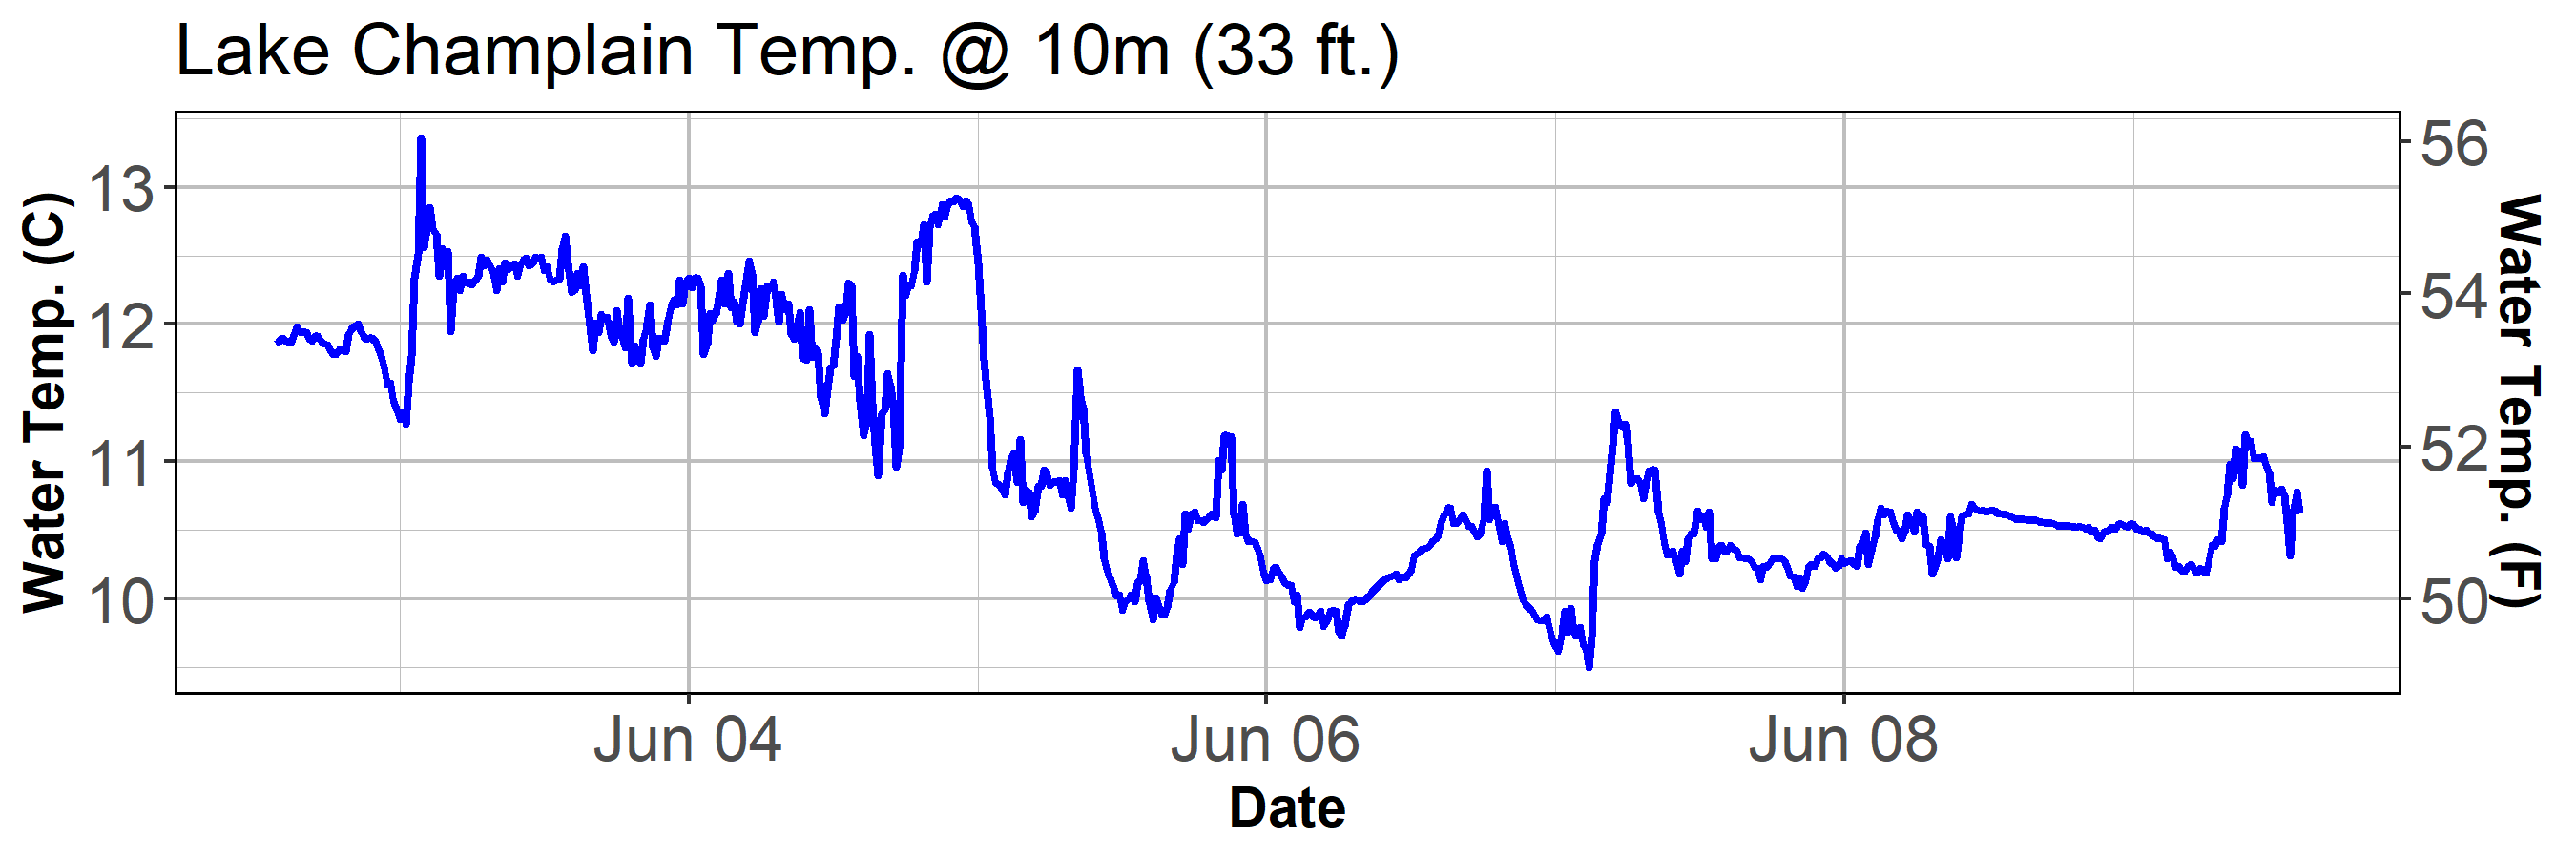 Lake Champlain Temp. @ 10m (33 ft.)
Water Temp. (C)
13
12
11
10
56
54
52
50
Water Temp. (F)
Jun 04
Jun 06
Jun 08
Date